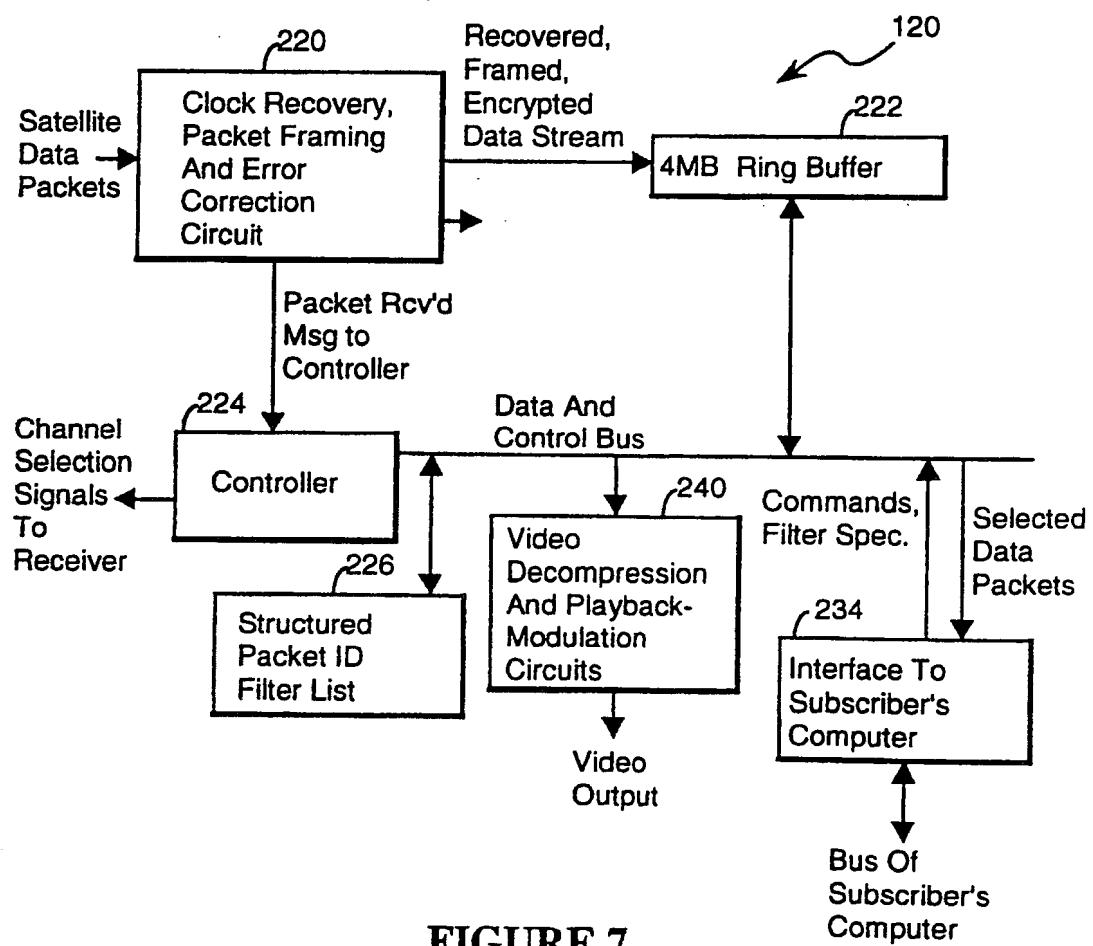 120
220
Recovered,
Framed,
Encrypted
Data Stream
Satellite
Data
Packets
Clock Recovery,
Packet Framing
And Error
Correction
Circuit
222
4MB Ring Buffer
Packet Rcv'd
Msg to
Controller
224
Channel
Selection
Signals
To
Receiver
Controller
Data And
Control Bus
226
Structured
Packet ID
Filter List
240
Video
Decompression
And Playback-
Modulation
Circuits
Video
Output
Commands,
Filter Spec.
Selected
Data
Packets
234
Interface To
Subscriber's
Computer
Bus Of
Subscriber's
Computer
FIGURE 7